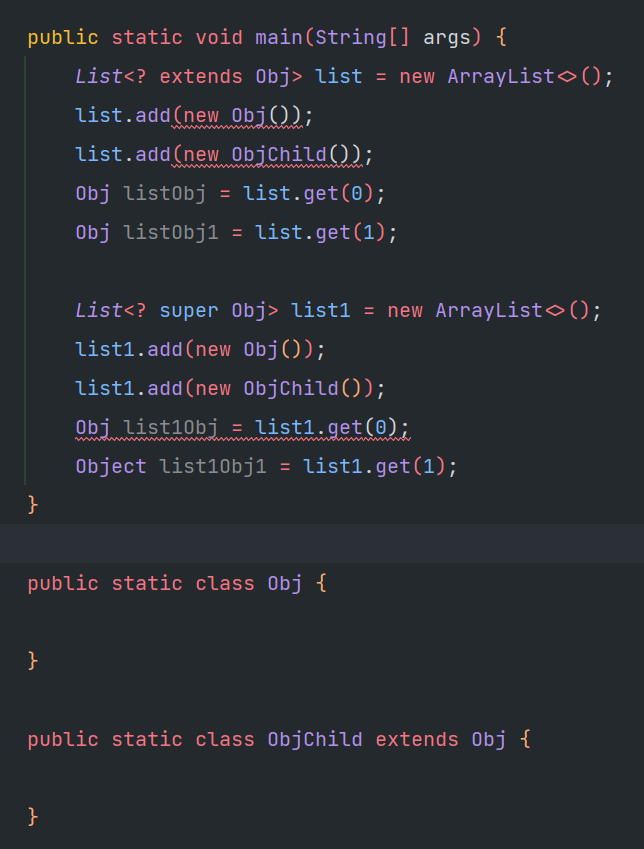 public static void main(String[] args) {
List<? extends Obj> list = new ArrayList<>();
list.add(new Obj());
list.add(new ObjChild());
Obj listObj = list.get(0);
Obj listObj1 = list.get(1);
List<? super Obj> list1 = new ArrayList<>();
list1.add(new Obj());
list1.add(new ObjChild());
Obj list1Obj = list1.get(0);
Object list1Obj1 = list1.get(1);
}
public static class Obj {
}
public static class ObjChild extends Obj {
}